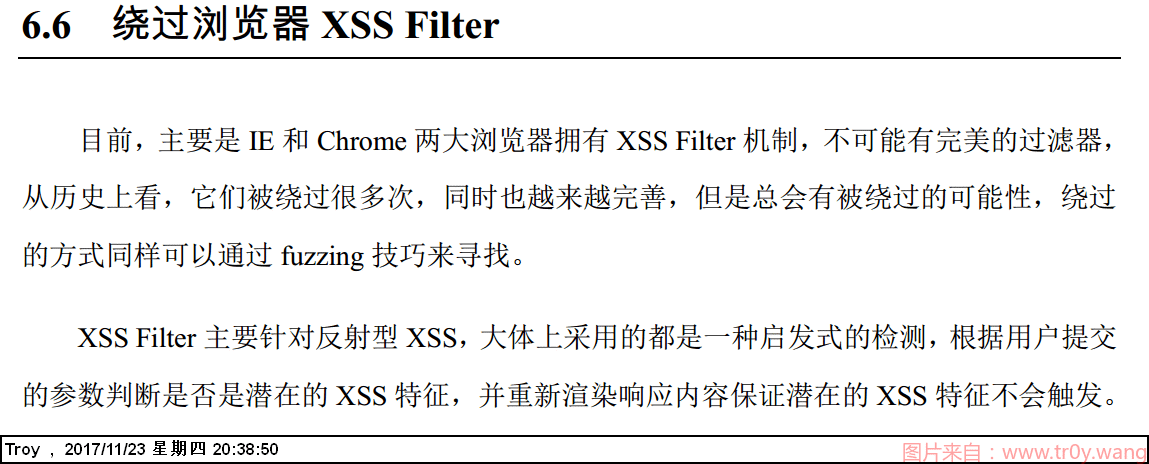 6.6 绕过浏览器 XSS Filter
目前，主要是 IE 和 Chrome 两大浏览器拥有 XSS Filter 机制，不可能有完美的过滤器，
从历史上看，它们被绕过很多次，同时也越来越完善，但是总会有被绕过的可能性，绕过
的方式同样可以通过 fuzzing 技巧来寻找。
XSS Filter 主要针对反射型 XSS，大体上采用的都是一种启发式的检测，根据用户提交
的参数判断是否是潜在的 XSS 特征，并重新渲染响应内容保证潜在的 XSS 特征不会触发。
Troy , 2017/11/23 星期四 20:38:50
图片来自：www.tr0y.wang